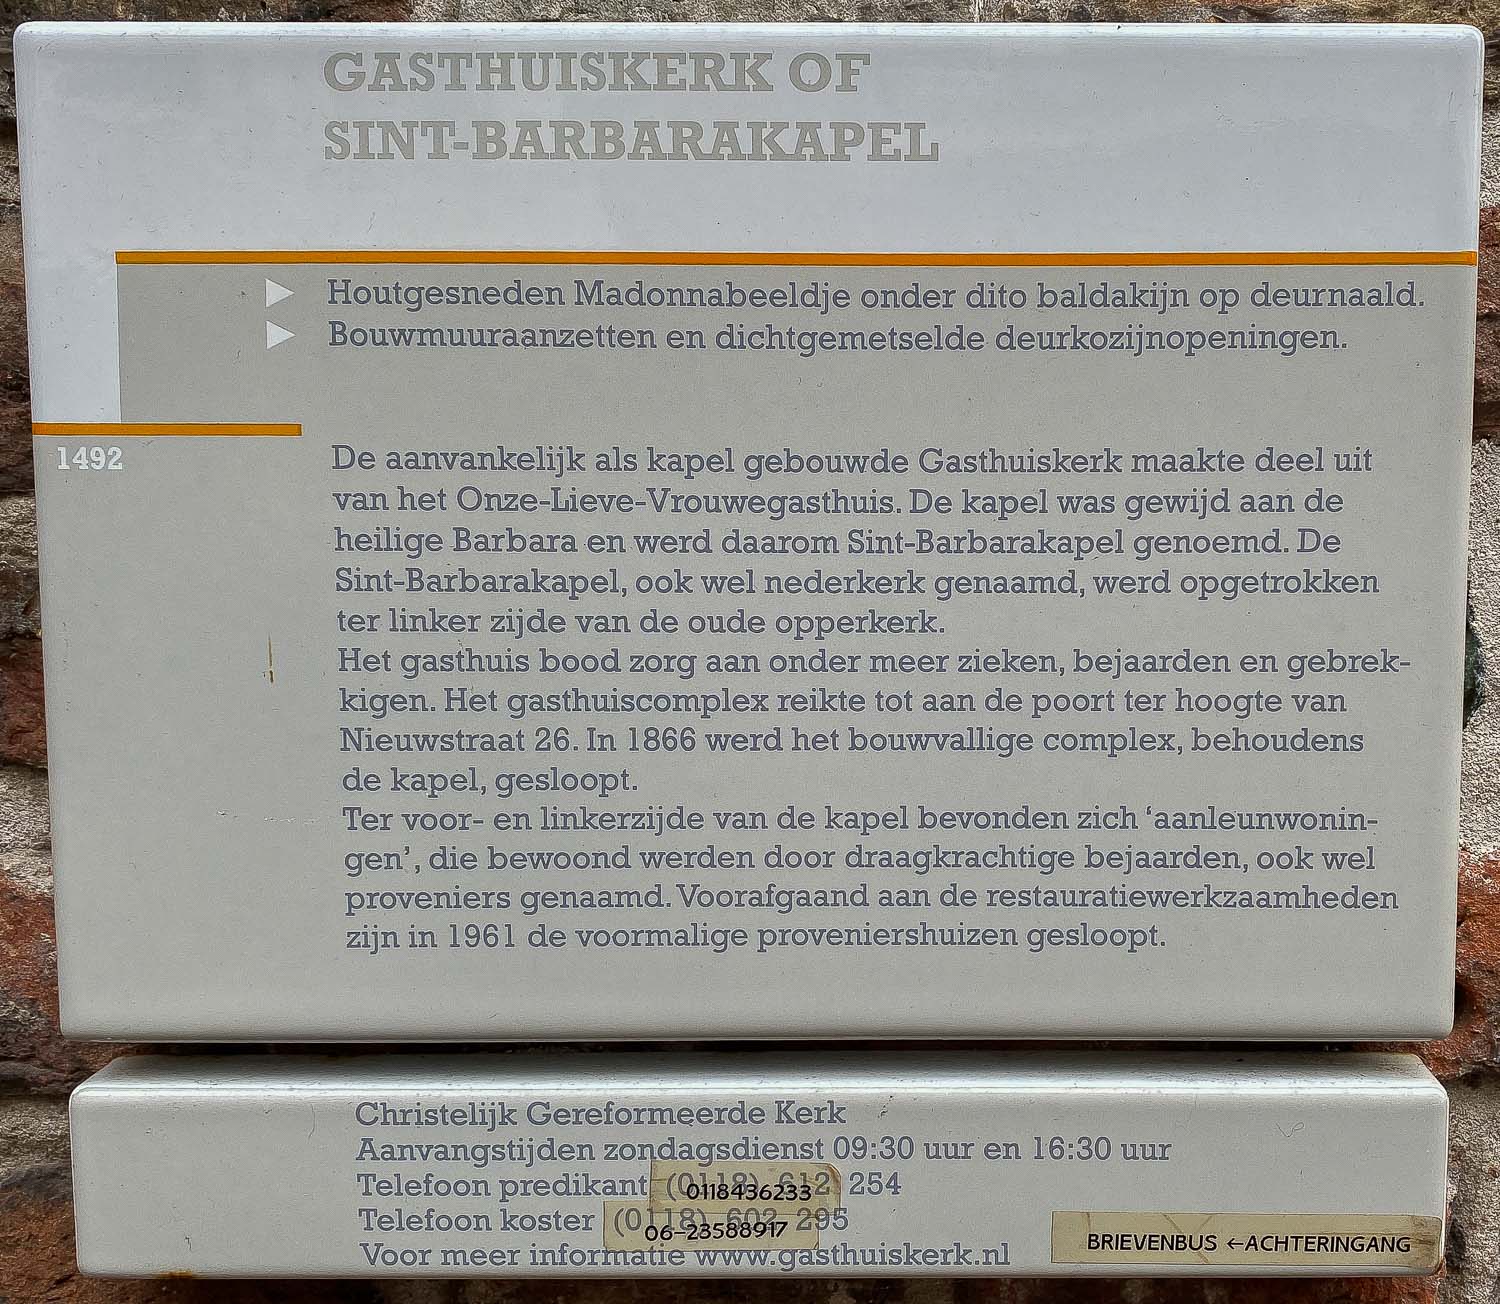 GASTHUISKERK OF
SINT-BARBARAKAPEL
Houtgesneden Madonnabeeldje onder dito baldakijn op deurnaald.
Bouwmuuraanzetten en dichtgemetselde deurkozijnopeningen.
1492
De aanvankelijk als kapel gebouwde Gasthuiskerk maakte deel uit
van het Onze-Lieve-Vrouwegasthuis. De kapel was gewijd aan de
heilige Barbara en werd daarom Sint-Barbarakapel genoemd. De
Sint-Barbarakapel, ook wel nederkerk genaamd, werd opgetrokken
ter linker zijde van de oude opperkerk.
Het gasthuis bood zorg aan onder meer zieken, bejaarden en gebrek-
kigen. Het gasthuiscomplex reikte tot aan de poort ter hoogte van
Nieuwstraat 26. In 1866 werd het bouwvallige complex, behoudens
de kapel, gesloopt.
Ter voor- en linkerzijde van de kapel bevonden zich ‘aanleunwonin-
gen’, die bewoond werden door draagkrachtige bejaarden, ook wel
proveniers genaamd. Voorafgaand aan de restauratiewerkzaamheden
zijn in 1961 de voormalige proveniershuizen gesloopt.
Christelijk Gereformeerde Kerk
Aanvangstijden zondagsdienst 09:30 uur en 16:30 uur
Telefoon predikant (0118) 612 254
0118436233
Telefoon koster (0118) 602 295
06-23588917
Voor meer informatie www.gasthuiskerk.nl
BRIEVENBUS ←ACHTERINGANG